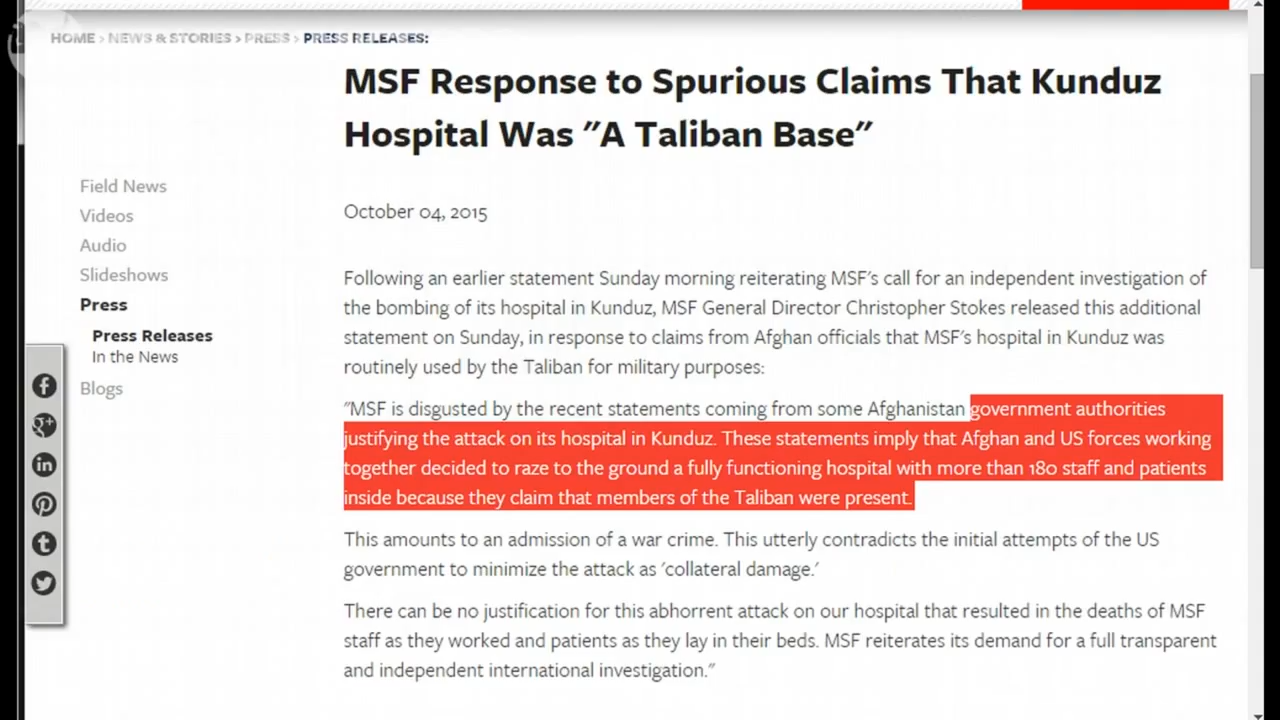 HOME > NEWS & STORIES > PRESS > PRESS RELEASES:
MSF Response to Spurious Claims That Kunduz
Hospital Was "A Taliban Base"
October 04, 2015
Field News
Videos
Audio
Slideshows
Press
Press Releases
In the News
Blogs
Following an earlier statement Sunday morning reiterating MSF's call for an independent investigation of
the bombing of its hospital in Kunduz, MSF General Director Christopher Stokes released this additional
statement on Sunday, in response to claims from Afghan officials that MSF's hospital in Kunduz was
routinely used by the Taliban for military purposes:
"MSF is disgusted by the recent statements coming from some Afghanistan government authorities
justifying the attack on its hospital in Kunduz. These statements imply that Afghan and US forces working
together decided to raze to the ground a fully functioning hospital with more than 180 staff and patients
inside because they claim that members of the Taliban were present.
This amounts to an admission of a war crime. This utterly contradicts the initial attempts of the US
government to minimize the attack as 'collateral damage.'
There can be no justification for this abhorrent attack on our hospital that resulted in the deaths of MSF
staff as they worked and patients as they lay in their beds. MSF reiterates its demand for a full transparent
and independent international investigation."